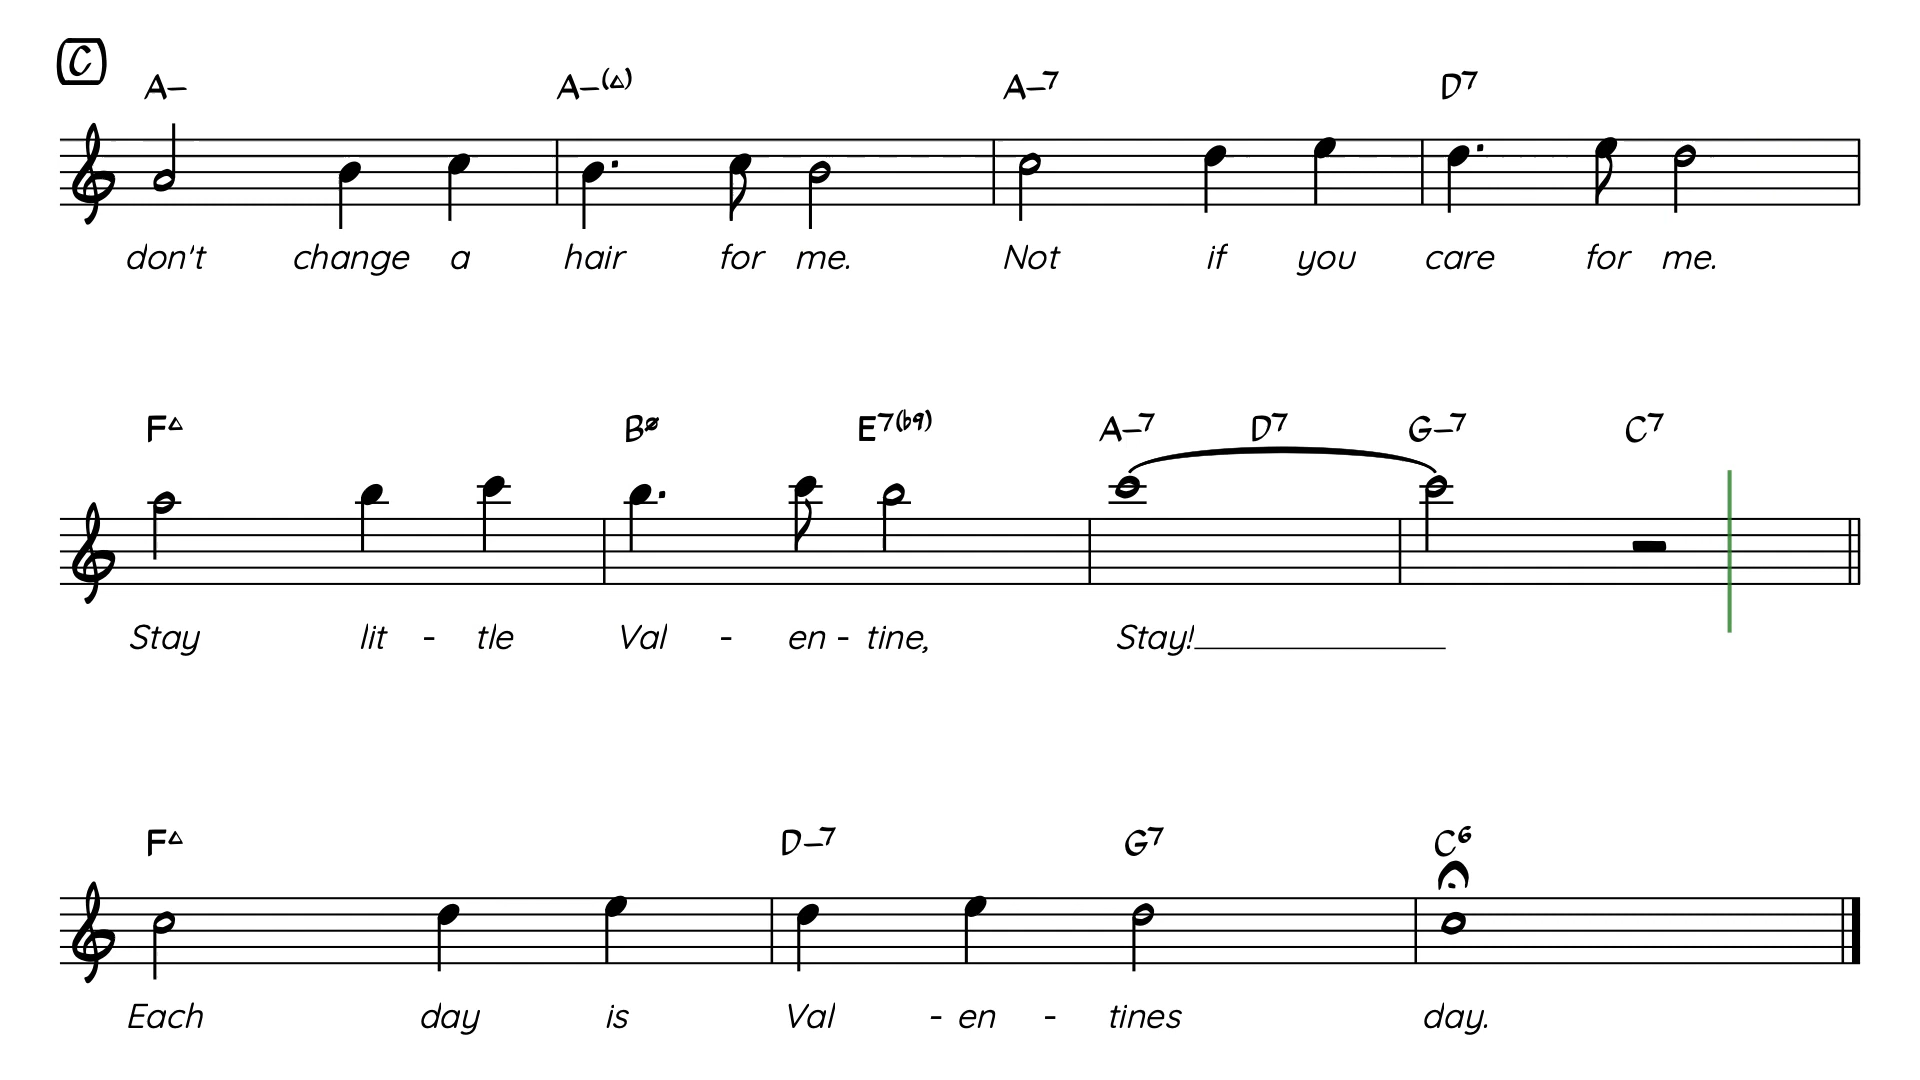 C
A– A–(△) A–7 D7
don't change a hair for me. Not if you care for me.
F△ Bø E7(b9) A–7 D7 G–7 C7
Stay lit - tle Val - en - tine, Stay!
F△ D–7 G7 C6
Each day is Val - en - tines day.